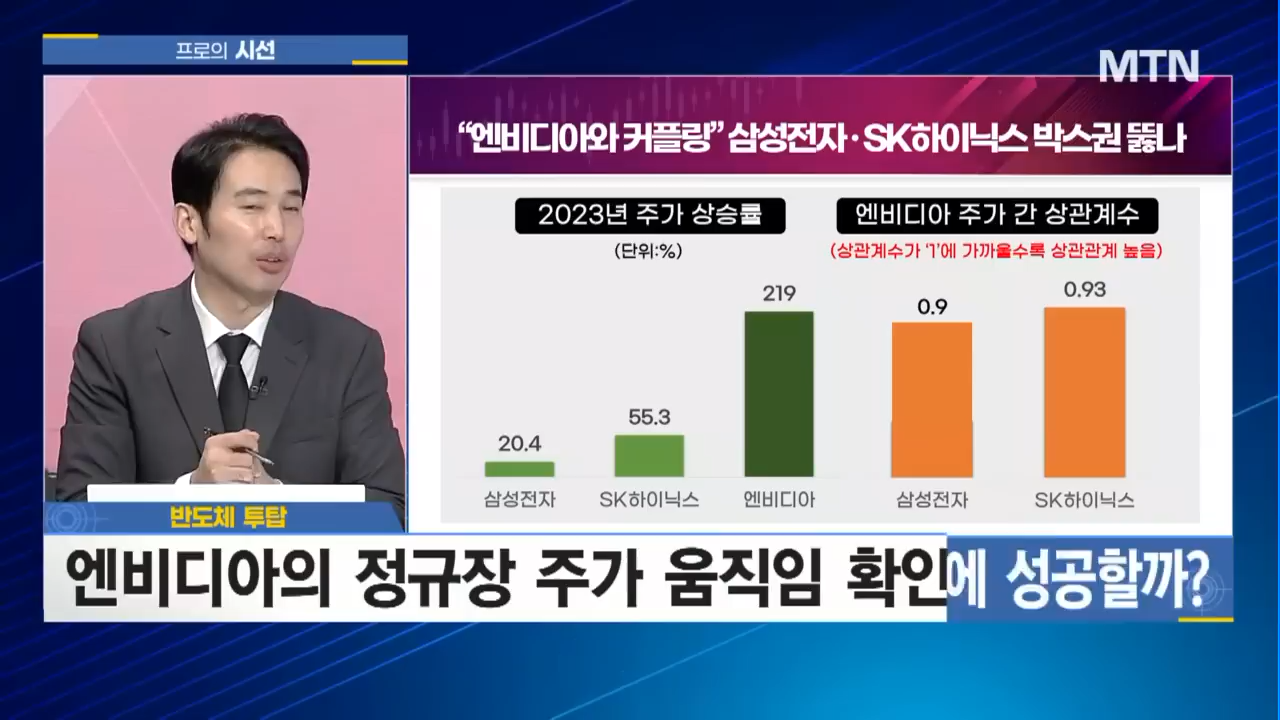 프로의 시선
MTN
“엔비디아와 커플링” 삼성전자·SK하이닉스 박스권 뚫나
2023년 주가 상승률
(단위:%)
20.4
55.3
219
삼성전자
SK하이닉스
엔비디아
엔비디아 주가 간 상관계수
(상관계수가 '1'에 가까울수록 상관관계 높음)
0.9
0.93
삼성전자
SK하이닉스
반도체 투탑
엔비디아의 정규장 주가 움직임 확인에 성공할까?